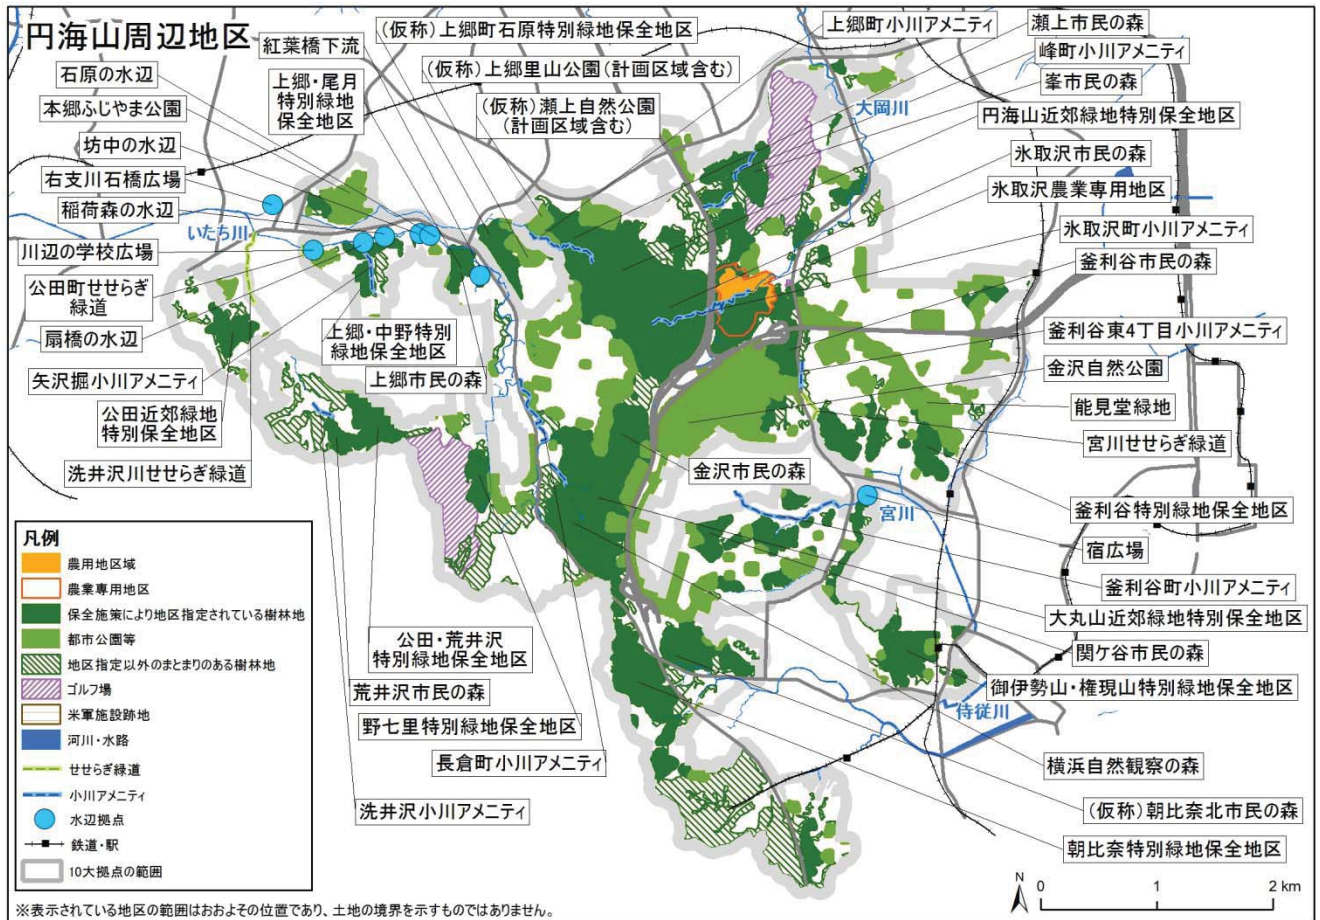 円海山周辺地区
紅葉橋下流
(仮称)上郷町石原特別緑地保全地区
上郷町小川アメニティ
瀬上市民の森
石原の水辺
上郷・尾月
特別緑地
保全地区
(仮称)上郷里山公園(計画区域含む)
峰町小川アメニティ
本郷ふじやま公園
(仮称)瀬上自然公園
(計画区域含む)
大岡川
峯市民の森
坊中の水辺
円海山近郊緑地特別保全地区
右支川石橋広場
氷取沢市民の森
稲荷森の水辺
氷取沢農業専用地区
いたち川
氷取沢町小川アメニティ
川辺の学校広場
釜利谷市民の森
公田町せせらぎ
緑道
扇橋の水辺
上郷・中野特別
緑地保全地区
釜利谷東4丁目小川アメニティ
矢沢掘小川アメニティ
上郷市民の森
金沢自然公園
公田近郊緑地
特別保全地区
能見堂緑地
洗井沢川せせらぎ緑道
金沢市民の森
宮川せせらぎ緑道
宮川
釜利谷特別緑地保全地区
宿広場
釜利谷町小川アメニティ
大丸山近郊緑地特別保全地区
関ケ谷市民の森
御伊勢山・権現山特別緑地保全地区
侍従川
公田・荒井沢
特別緑地保全地区
荒井沢市民の森
野七里特別緑地保全地区
長倉町小川アメニティ
洗井沢小川アメニティ
横浜自然観察の森
(仮称)朝比奈北市民の森
朝比奈特別緑地保全地区
凡例
農用地区域
農業専用地区
保全施策により地区指定されている樹林地
都市公園等
地区指定以外のまとまりのある樹林地
ゴルフ場
米軍施設跡地
河川・水路
せせらぎ緑道
小川アメニティ
水辺拠点
鉄道・駅
10大拠点の範囲
N
0 1 2 km
※表示されている地区の範囲はおおよその位置であり、土地の境界を示すものではありません。